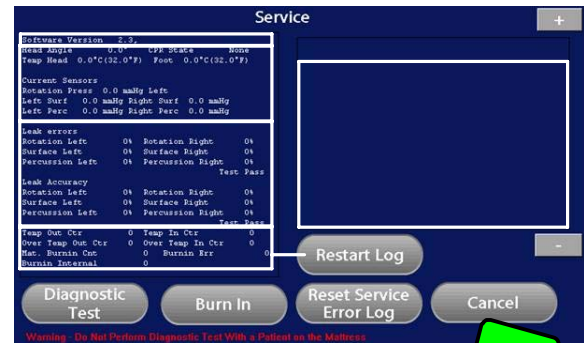 Service
+
Software Version 2.3,
Head Angle 0.0° CPR State None
Temp Head 0.0°C(32.0°F) Foot 0.0°C(32.0°F)
Current Sensors
Rotation Press 0.0 mmHg Left
Left Surf 0.0 mmHg Right Surf 0.0 mmHg
Left Perc 0.0 mmHg Right Perc 0.0 mmHg
Leak errors
Rotation Left 0% Rotation Right 0%
Surface Left 0% Surface Right 0%
Percussion Left 0% Percussion Right 0%
Test Pass
Leak Accuracy
Rotation Left 0% Rotation Right 0%
Surface Left 0% Surface Right 0%
Percussion Left 0% Percussion Right 0%
Test Pass
Temp Out Ctr 0 Temp In Ctr 0
Over Temp Out Ctr 0 Over Temp In Ctr 0
Mat. Burnin Cnt 0 Burnin Err 0
Burnin Internal 0
-
Restart Log
Diagnostic
Test
Burn In
Reset Service
Error Log
Cancel
Warning - Do Not Perform Diagnostic Test With a Patient on the Mattress